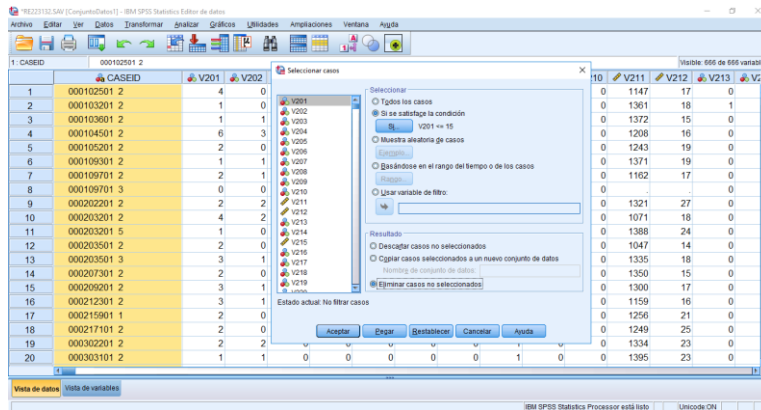 *RE223132.SAV [ConjuntoDatos1] - IBM SPSS Statistics Editor de datos
Archivo Editar Ver Datos Transformar Analizar Gráficos Utilidades Ampliaciones Ventana Ayuda
1 : CASEID 000102501 2 Visible: 666 de 666 variabl
CASEID V201 V202 210 V211 V212 V213 V2
1 000102501 2 4 0 0 1147 17 0
2 000103201 2 1 0 0 1361 18 1
3 000103601 2 1 1 0 1372 15 0
4 000104501 2 6 3 0 1208 16 0
5 000105201 2 2 0 0 1243 19 0
6 000109301 2 1 1 0 1371 19 0
7 000109701 2 2 1 0 1162 17 0
8 000109701 3 0 0 0 . . 0
9 000202201 2 2 2 0 1321 27 0
10 000203201 2 4 2 0 1071 18 0
11 000203201 5 1 0 0 1388 24 0
12 000203501 2 2 0 0 1047 14 0
13 000203501 3 3 1 0 1335 18 0
14 000207301 2 2 0 0 1350 15 0
15 000209201 2 3 1 0 1300 17 0
16 000212301 2 3 1 0 1159 16 0
17 000215901 1 2 0 0 1256 21 0
18 000217101 2 2 0 0 1249 25 0
19 000302201 2 2 2 0 0 0 0 1 0 0 1334 23 0
20 000303101 2 1 1 0 0 0 0 1 0 0 1395 23 0
Seleccionar casos
V201
V202
V203
V204
V205
V206
V207
V208
V209
V210
V211
V212
V213
V214
V215
V216
V217
V218
V219
Seleccionar
Todos los casos
Si se satisface la condición
Si... V201 <= 15
Muestra aleatoria de casos
Ejemplo...
Basándose en el rango del tiempo o de los casos
Rango...
Usar variable de filtro:
Resultado
Descartar casos no seleccionados
Copiar casos seleccionados a un nuevo conjunto de datos
Nombre de conjunto de datos:
Eliminar casos no seleccionados
Estado actual: No filtrar casos
Aceptar Pegar Restablecer Cancelar Ayuda
Vista de datos Vista de variables
IBM SPSS Statistics Processor está listo Unicode:ON